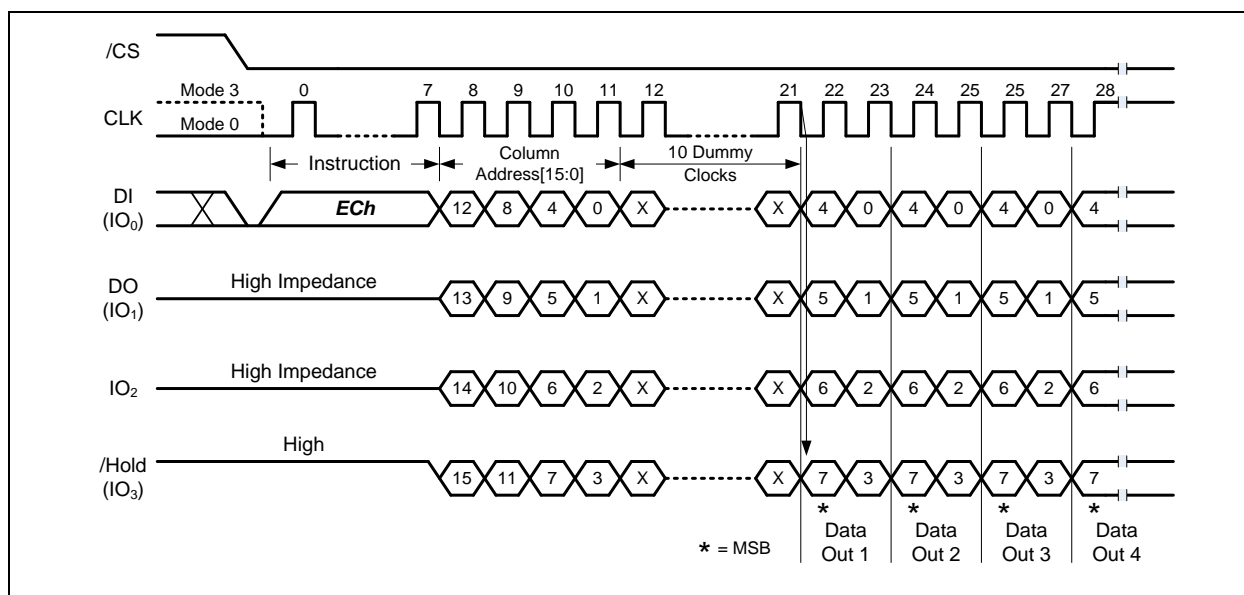 /CS
Mode 3 0 7 8 9 10 11 12 21 22 23 24 25 25 27 28
CLK
Mode 0
Instruction Column Address[15:0] 10 Dummy Clocks
DI
(IO₀) ECh 12 8 4 0 X X 4 0 4 0 4 0 4
High Impedance
DO
(IO₁) 13 9 5 1 X X 5 1 5 1 5 1 5
High Impedance
IO₂ 14 10 6 2 X X 6 2 6 2 6 2 6
High
/Hold
(IO₃) 15 11 7 3 X X 7 3 7 3 7 3 7
* * * *
* = MSB
Data Out 1 Data Out 2 Data Out 3 Data Out 4